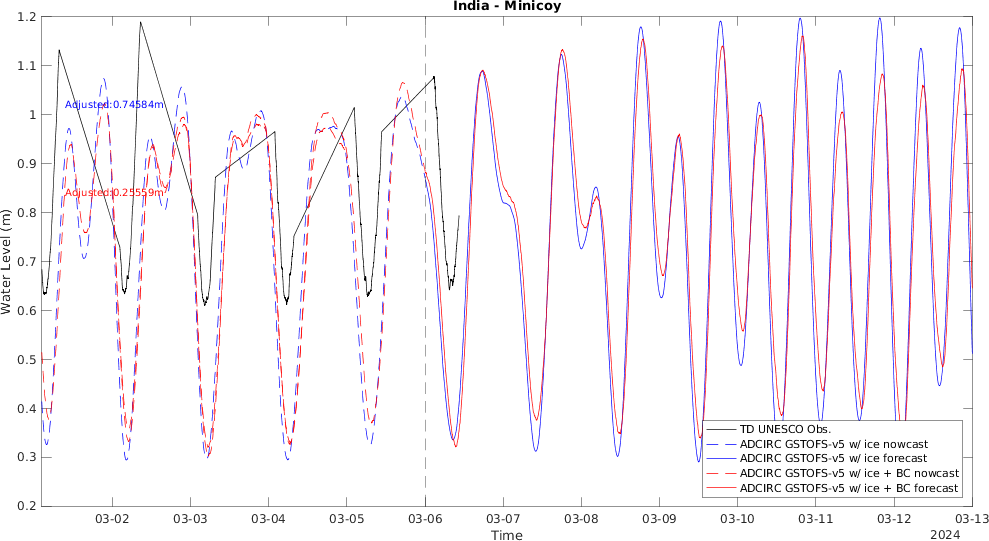 India - Minicoy
1.2
1.1
1
0.9
0.8
0.7
0.6
0.5
0.4
0.3
0.2
Water Level (m)
Adjusted:0.74584m
Adjusted:0.25559m
TD UNESCO Obs.
ADCIRC GSTOFS-v5 w/ ice nowcast
ADCIRC GSTOFS-v5 w/ ice forecast
ADCIRC GSTOFS-v5 w/ ice + BC nowcast
ADCIRC GSTOFS-v5 w/ ice + BC forecast
03-02 03-03 03-04 03-05 03-06 03-07 03-08 03-09 03-10 03-11 03-12 03-13
Time
2024